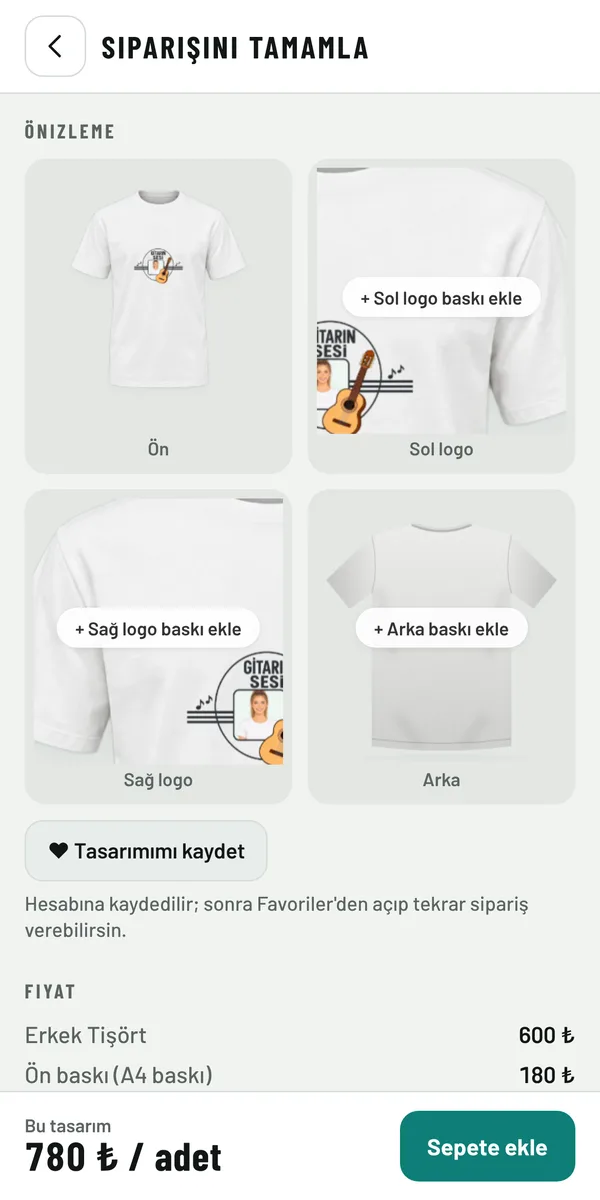 SIPARIŞINI TAMAMLA
ÖNIZLEME
GİTARIN
SESİ
Ön
+ Sol logo baskı ekle
İTARIN
SESİ
Sol logo
+ Sağ logo baskı ekle
GİTARI
SESİ
Sağ logo
+ Arka baskı ekle
Arka
♥ Tasarımımı kaydet
Hesabına kaydedilir; sonra Favoriler'den açıp tekrar sipariş
verebilirsin.
FIYAT
Erkek Tişört 600 ₺
Ön baskı (A4 baskı) 180 ₺
Bu tasarım
780 ₺ / adet
Sepete ekle